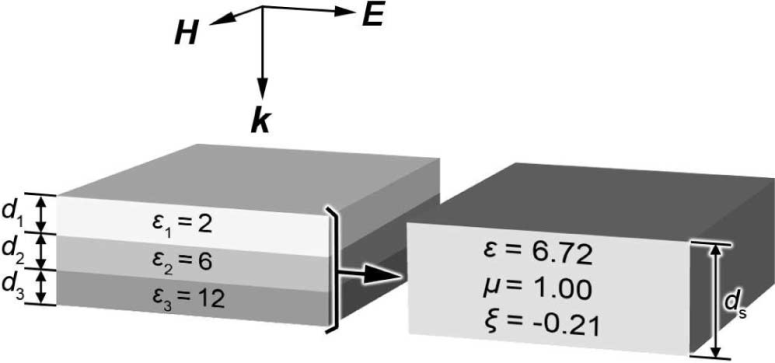 H
E
k
d1
d2
d3
ε1 = 2
ε2 = 6
ε3 = 12
ε = 6.72
μ = 1.00
ξ = -0.21
ds